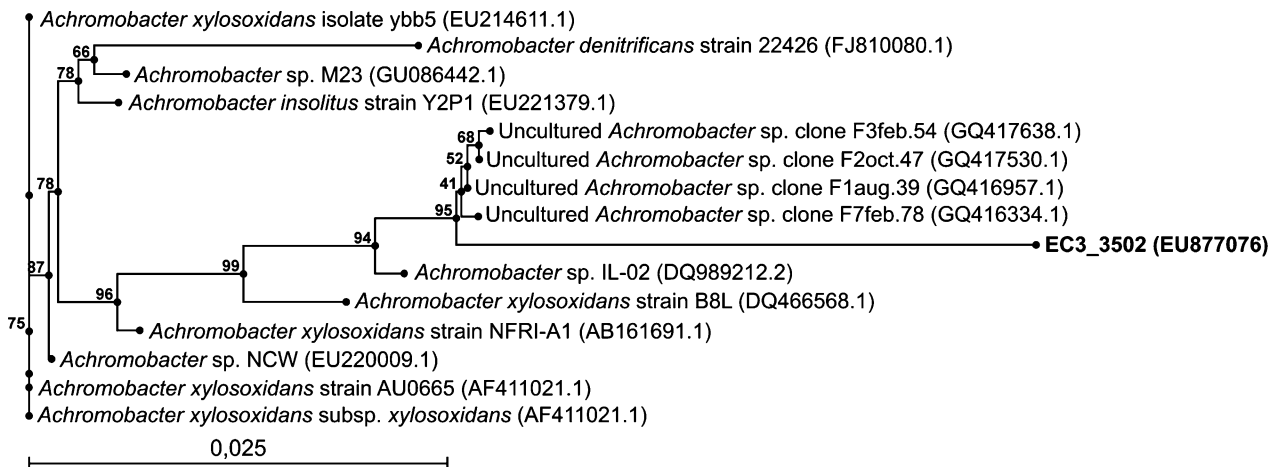 Achromobacter xylosoxidans isolate ybb5 (EU214611.1)
66 Achromobacter denitrificans strain 22426 (FJ810080.1)
78 Achromobacter sp. M23 (GU086442.1)
Achromobacter insolitus strain Y2P1 (EU221379.1)
68 Uncultured Achromobacter sp. clone F3feb.54 (GQ417638.1)
52 Uncultured Achromobacter sp. clone F2oct.47 (GQ417530.1)
78 41 Uncultured Achromobacter sp. clone F1aug.39 (GQ416957.1)
95 Uncultured Achromobacter sp. clone F7feb.78 (GQ416334.1)
94 EC3_3502 (EU877076)
37 99 Achromobacter sp. IL-02 (DQ989212.2)
96 Achromobacter xylosoxidans strain B8L (DQ466568.1)
75 Achromobacter xylosoxidans strain NFRI-A1 (AB161691.1)
Achromobacter sp. NCW (EU220009.1)
Achromobacter xylosoxidans strain AU0665 (AF411021.1)
Achromobacter xylosoxidans subsp. xylosoxidans (AF411021.1)
0,025